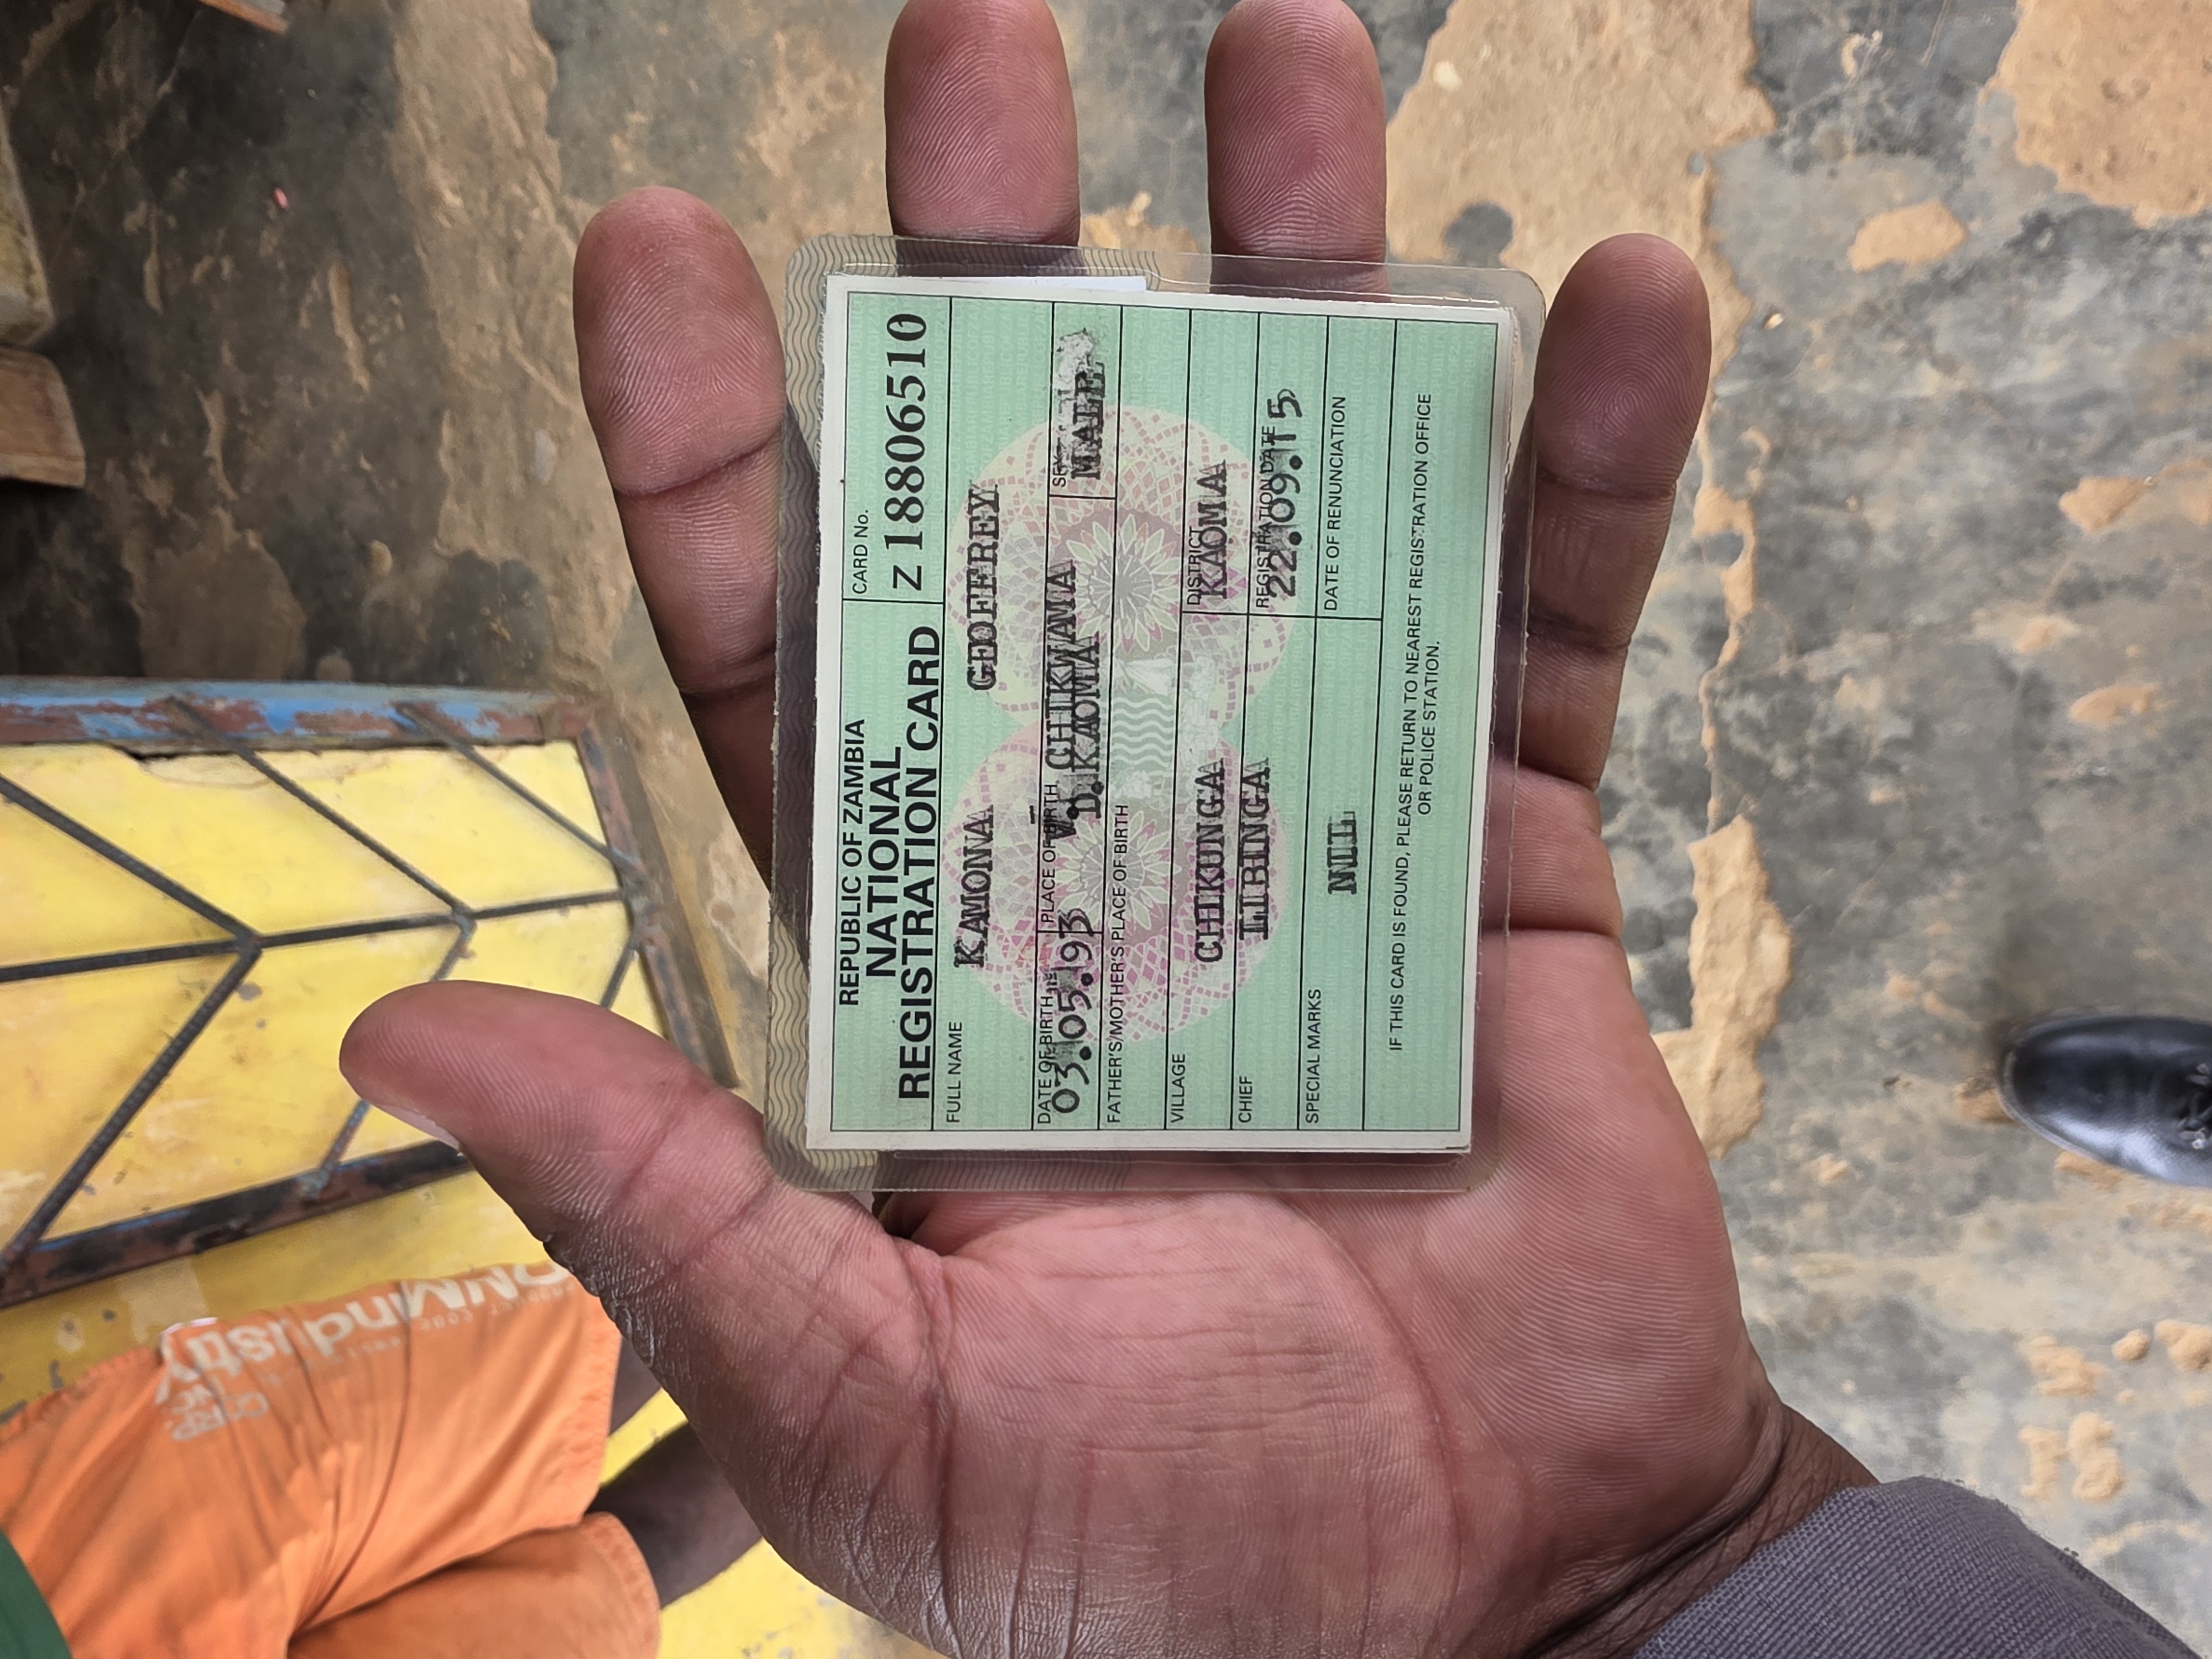 REPUBLIC OF ZAMBIA
NATIONAL
REGISTRATION CARD
CARD No.
Z 18806510
FULL NAME
KAMONNA GEOFFREY
DATE OF BIRTH
03.05.93
PLACE OF BIRTH
V. CHIKWAMA
D. KAOMA
SEX
MALE
FATHER'S/MOTHER'S PLACE OF BIRTH
VILLAGE
CHIKUNGA
DISTRICT
KAOMA
CHIEF
LIBINGA
REGISTRATION DATE
22.09.15
SPECIAL MARKS
NIL
DATE OF RENUNCIATION
IF THIS CARD IS FOUND, PLEASE RETURN TO NEAREST REGISTRATION OFFICE
OR POLICE STATION.